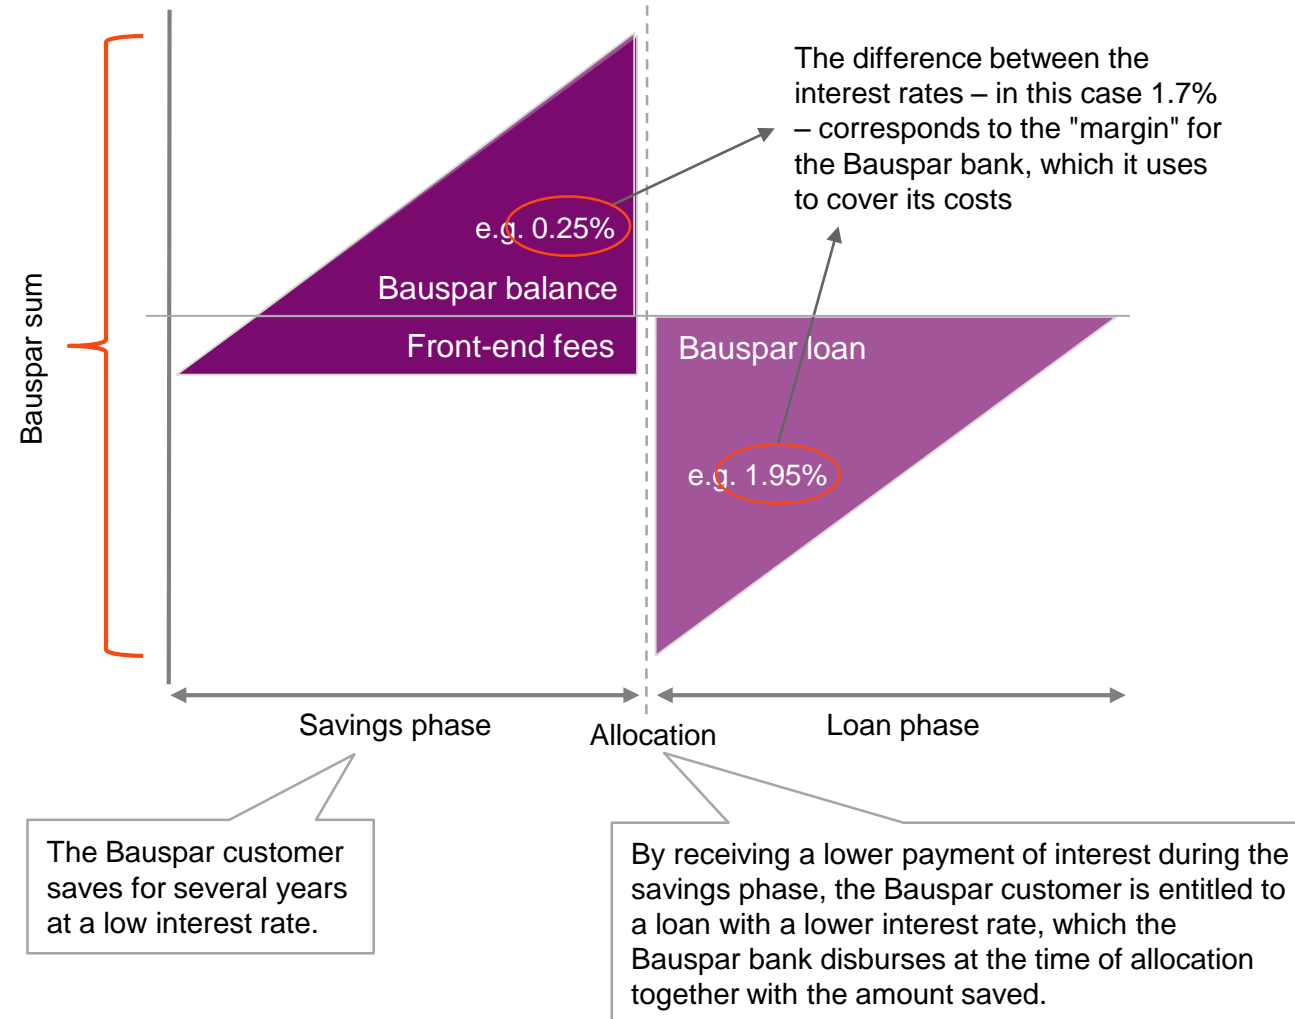 The difference between the
interest rates – in this case 1.7%
– corresponds to the "margin" for
the Bauspar bank, which it uses
to cover its costs
e.g. 0.25%
Bauspar balance
Front-end fees
Bauspar loan
e.g. 1.95%
Bauspar sum
Savings phase
Allocation
Loan phase
The Bauspar customer
saves for several years
at a low interest rate.
By receiving a lower payment of interest during the
savings phase, the Bauspar customer is entitled to
a loan with a lower interest rate, which the
Bauspar bank disburses at the time of allocation
together with the amount saved.